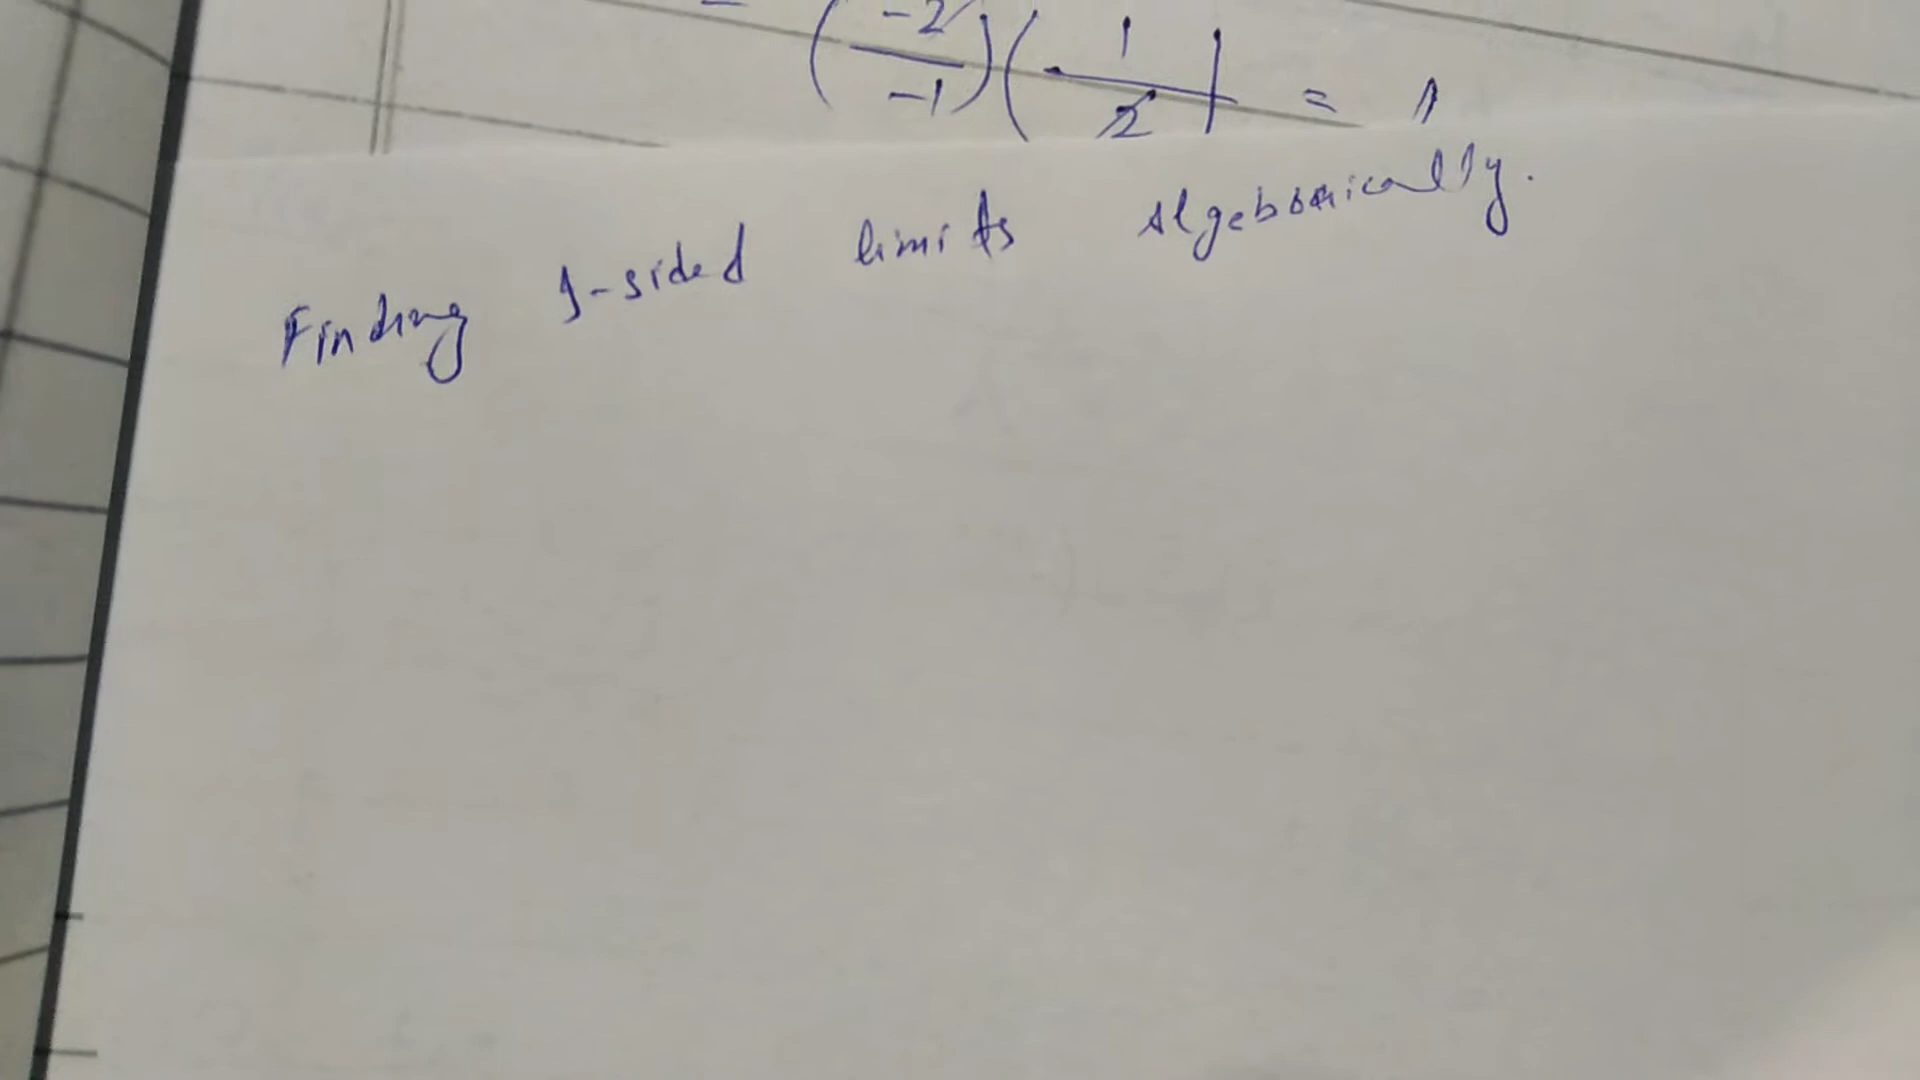 = (-2/-1)(1/2) = 1
Finding 1-sided limits Algebraically.